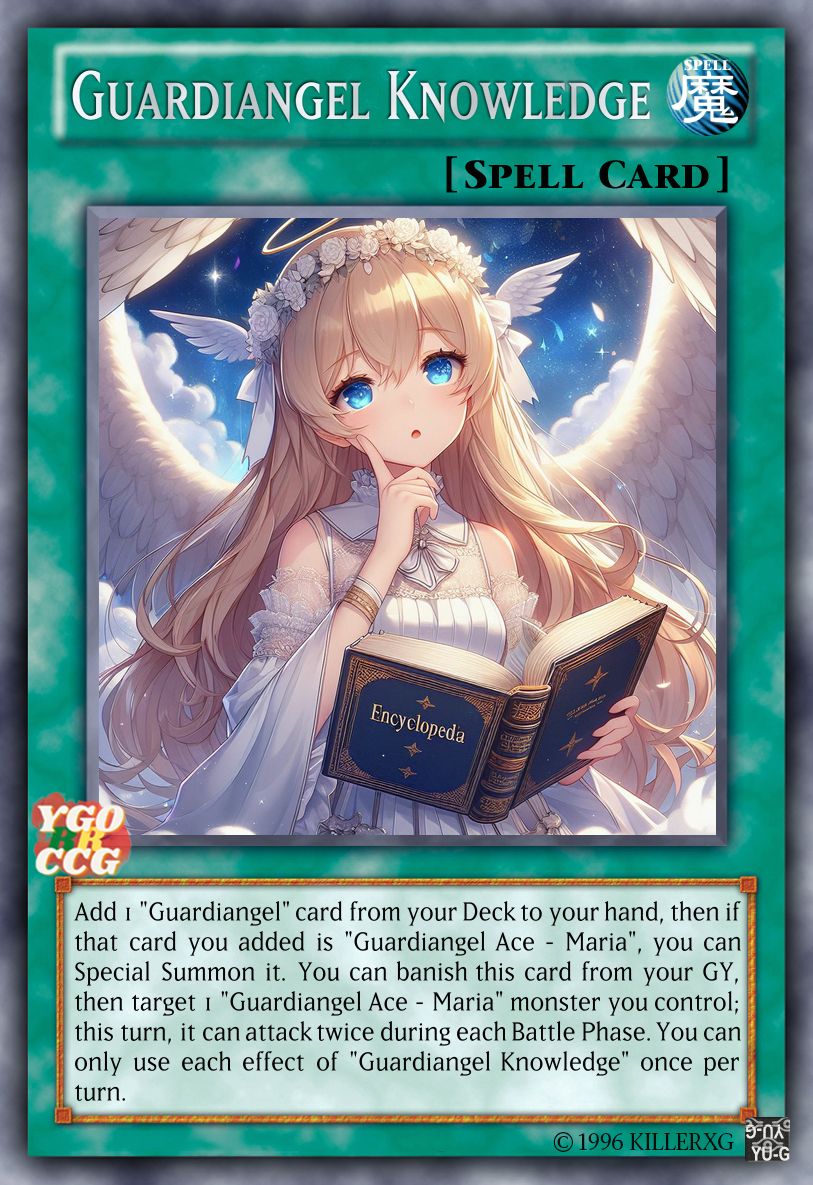 GUARDIANGEL KNOWLEDGE
SPELL
魔
[SPELL CARD]
Encyclopeda
YGO
CCG
Add 1 "Guardiangel" card from your Deck to your hand, then if
that card you added is "Guardiangel Ace - Maria", you can
Special Summon it. You can banish this card from your GY,
then target 1 "Guardiangel Ace - Maria" monster you control;
this turn, it can attack twice during each Battle Phase. You can
only use each effect of "Guardiangel Knowledge" once per
turn.
© 1996 KILLERXG
YU-G